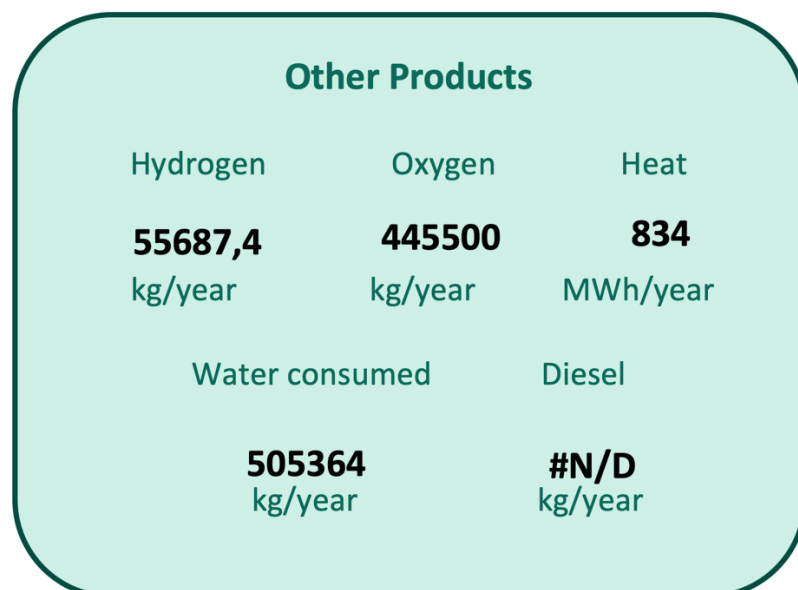 Other Products
Hydrogen Oxygen Heat
55687,4 445500 834
kg/year kg/year MWh/year
Water consumed Diesel
505364 #N/D
kg/year kg/year